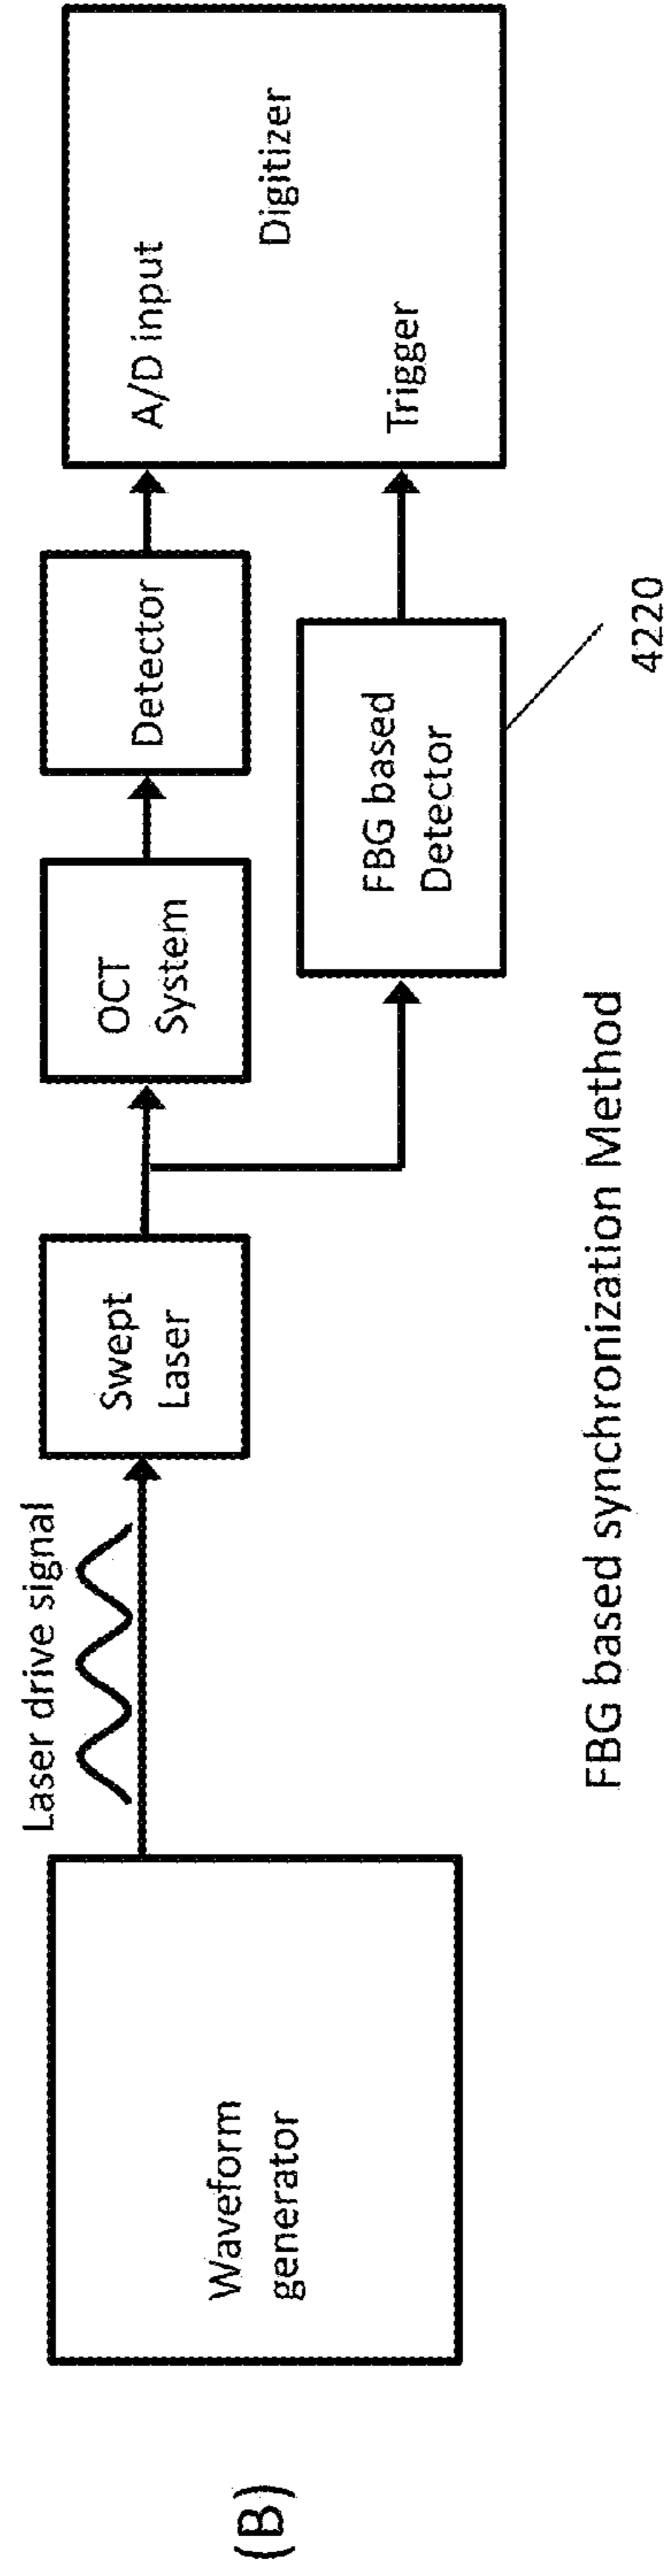 (B)
Waveform
generator
Laser drive signal
Swept
Laser
OCT
System
Detector
A/D input
Digitizer
Trigger
FBG based
Detector
4220
FBG based synchronization Method